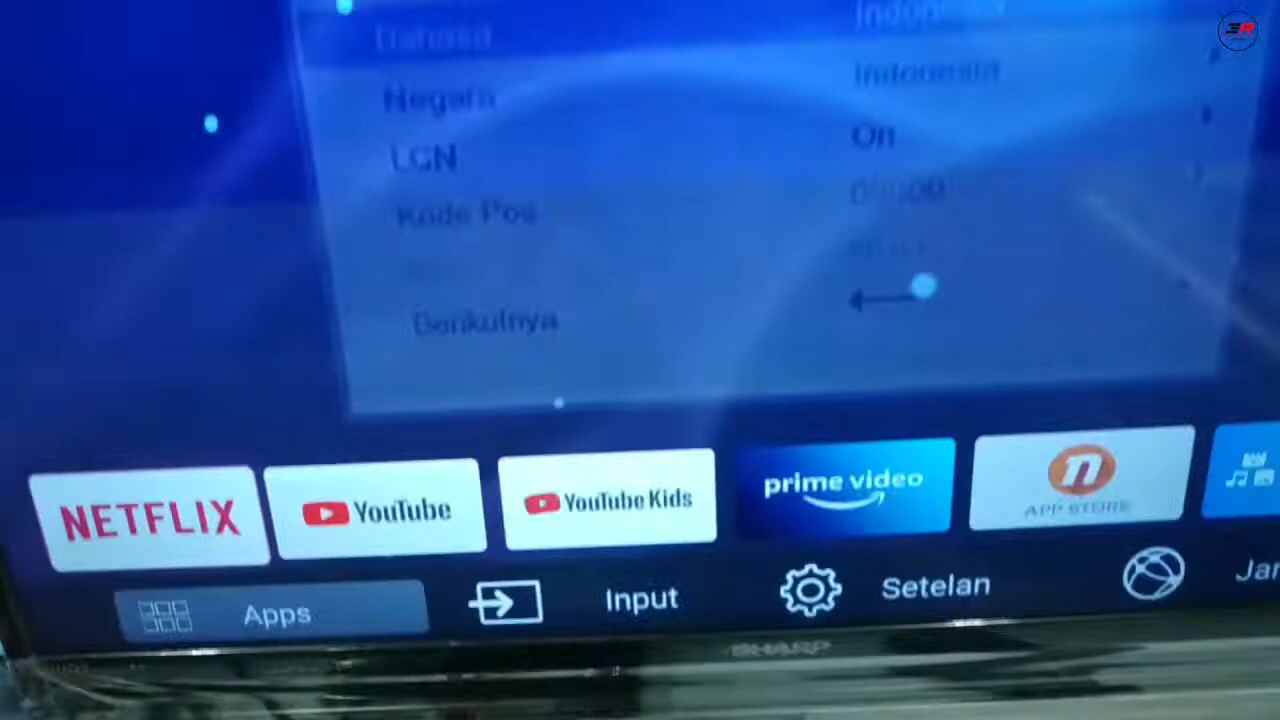 Bahasa Indonesia
Negara Indonesia
LCN On
Kode Pos
Berikutnya
NETFLIX YouTube YouTube Kids prime video APP STORE
Apps Input Setelan Jar
SHARP